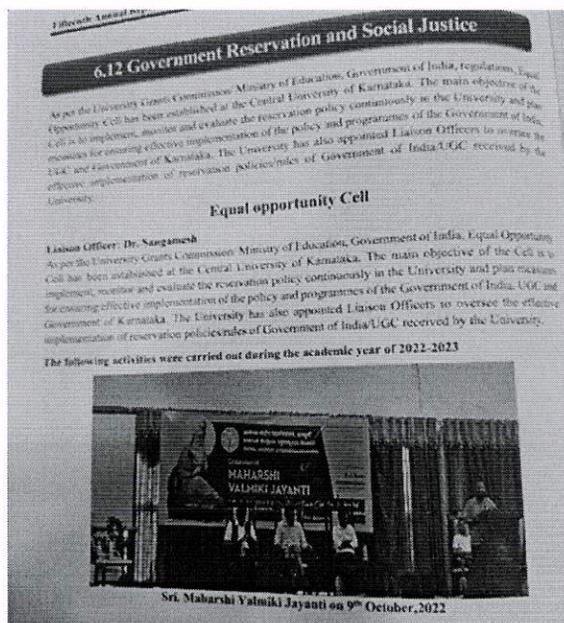 Fifteenth Annual Rep
6.12 Government Reservation and Social Justice
As per the University Grants Commission/ Ministry of Education, Government of India, regulations, Equal
Opportunity Cell has been established at the Central University of Karnataka. The main objective of the
Cell is to implement, monitor and evaluate the reservation policy continuously in the University and plan
measures for ensuring effective implementation of the policy and programmes of the Government of India,
UGC and Government of Karnataka. The University has also appointed Liaison Officers to oversee the
effective implementation of reservation policies/rules of Government of India/UGC received by the
University.
Equal opportunity Cell
Liaison Officer: Dr. Sangamesh
As per the University Grants Commission/ Ministry of Education, Government of India, Equal Opportunity
Cell has been established at the Central University of Karnataka. The main objective of the Cell is to
implement, monitor and evaluate the reservation policy continuously in the University and plan measures
for ensuring effective implementation of the policy and programmes of the Government of India, UGC and
Government of Karnataka. The University has also appointed Liaison Officers to oversee the effective
implementation of reservation policies/rules of Government of India/UGC received by the University.
The following activities were carried out during the academic year of 2022-2023
MAHARSHI
VALMIKI JAYANTI
Sri. Maharshi Valmiki Jayanti on 9th October,2022